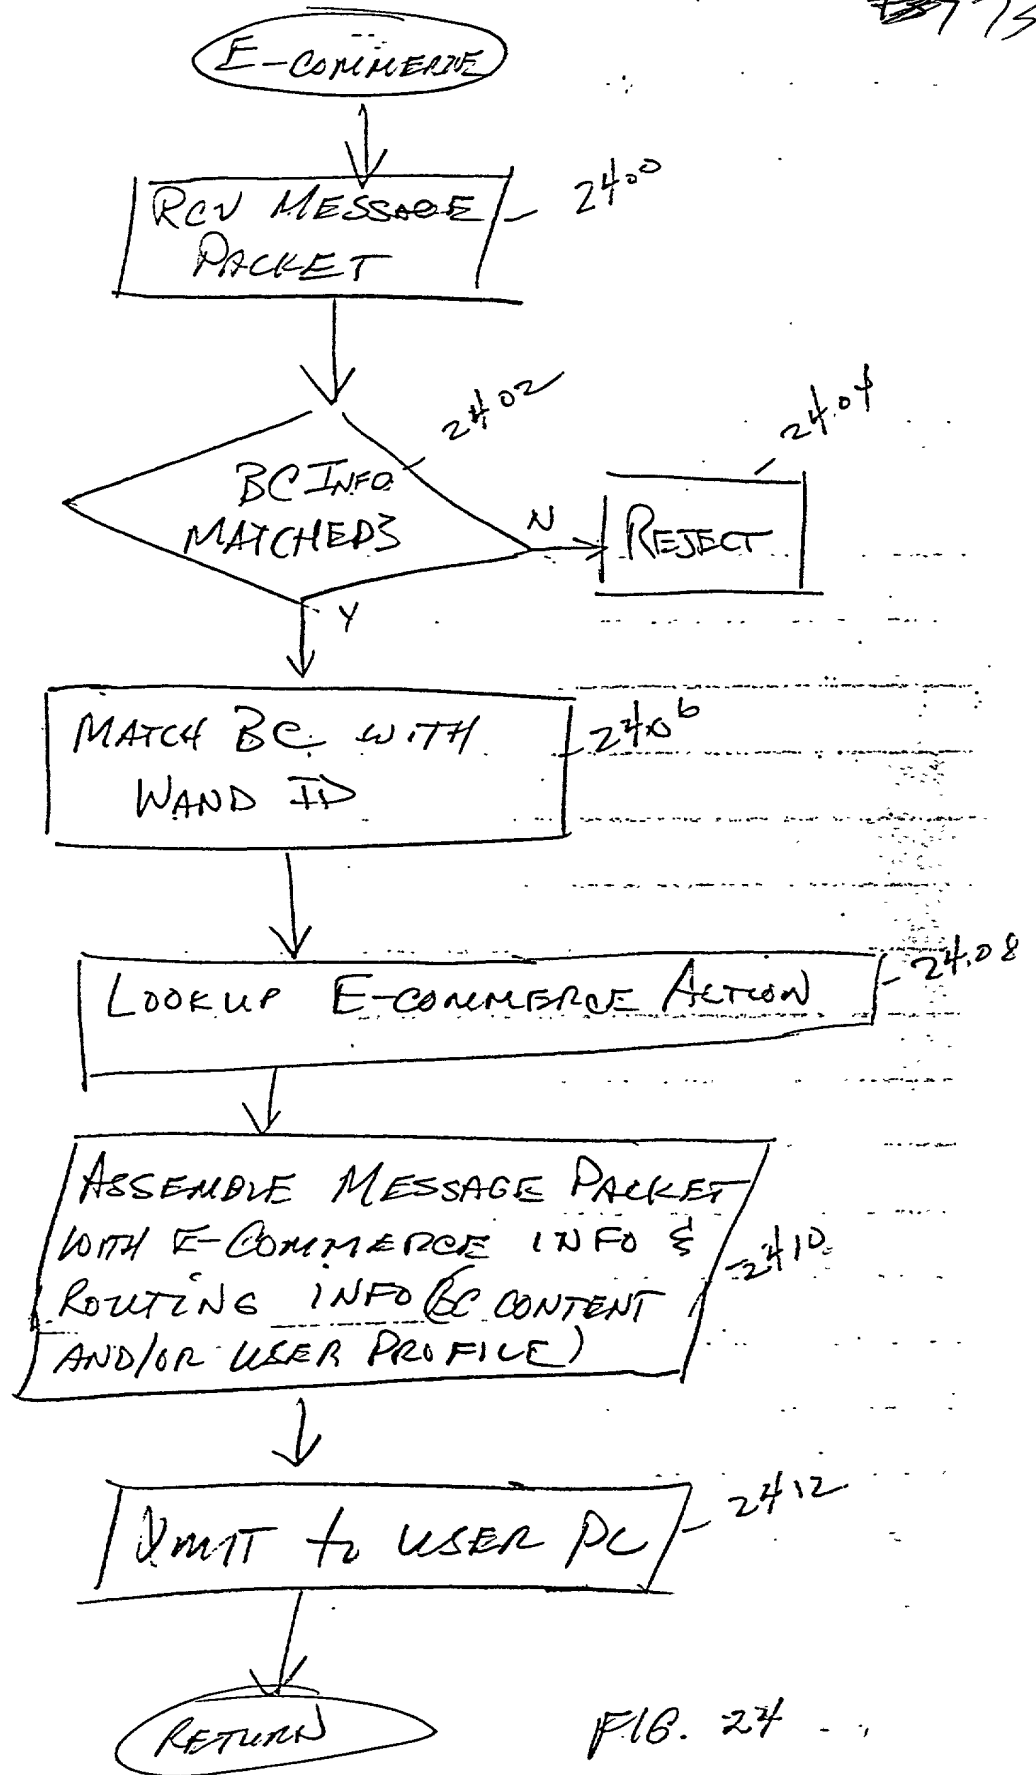 E-COMMERCE
RCV MESSAGE
PACKET
2400
2402
BC INFO
MATCHED?
N
2404
REJECT
Y
MATCH BC WITH
WAND ID
2406
LOOKUP E-COMMERCE ACTION
2408
ASSEMBLE MESSAGE PACKET
WITH E-COMMERCE INFO &
ROUTING INFO (BC CONTENT
AND/OR USER PROFILE)
2410
XMIT to USER PC
2412
RETURN
FIG. 24